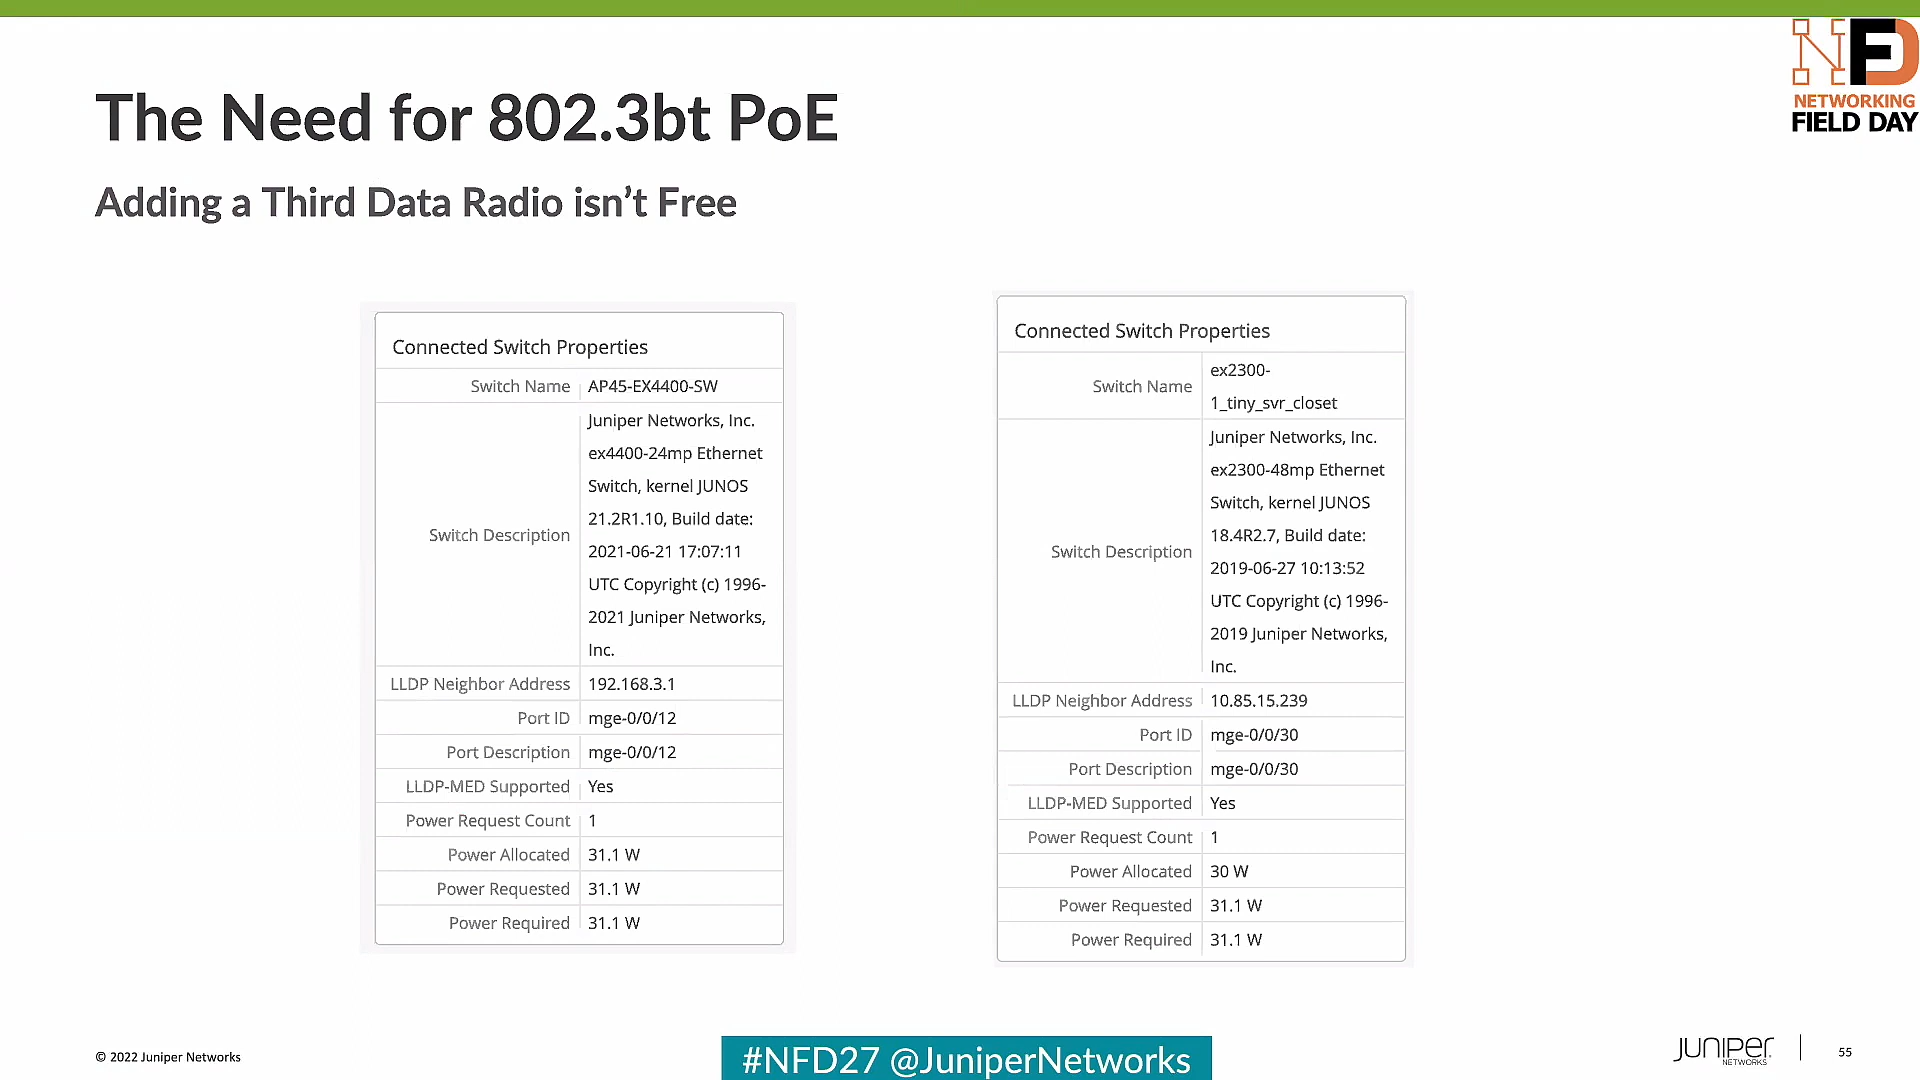 NFD
NETWORKING
FIELD DAY
The Need for 802.3bt PoE
Adding a Third Data Radio isn’t Free
Connected Switch Properties
Switch Name AP45-EX4400-SW
Switch Description
Juniper Networks, Inc.
ex4400-24mp Ethernet
Switch, kernel JUNOS
21.2R1.10, Build date:
2021-06-21 17:07:11
UTC Copyright (c) 1996-
2021 Juniper Networks,
Inc.
LLDP Neighbor Address 192.168.3.1
Port ID mge-0/0/12
Port Description mge-0/0/12
LLDP-MED Supported Yes
Power Request Count 1
Power Allocated 31.1 W
Power Requested 31.1 W
Power Required 31.1 W
Connected Switch Properties
Switch Name
ex2300-
1_tiny_svr_closet
Switch Description
Juniper Networks, Inc.
ex2300-48mp Ethernet
Switch, kernel JUNOS
18.4R2.7, Build date:
2019-06-27 10:13:52
UTC Copyright (c) 1996-
2019 Juniper Networks,
Inc.
LLDP Neighbor Address 10.85.15.239
Port ID mge-0/0/30
Port Description mge-0/0/30
LLDP-MED Supported Yes
Power Request Count 1
Power Allocated 30 W
Power Requested 31.1 W
Power Required 31.1 W
© 2022 Juniper Networks
#NFD27 @JuniperNetworks
JUNIPER
NETWORKS
55